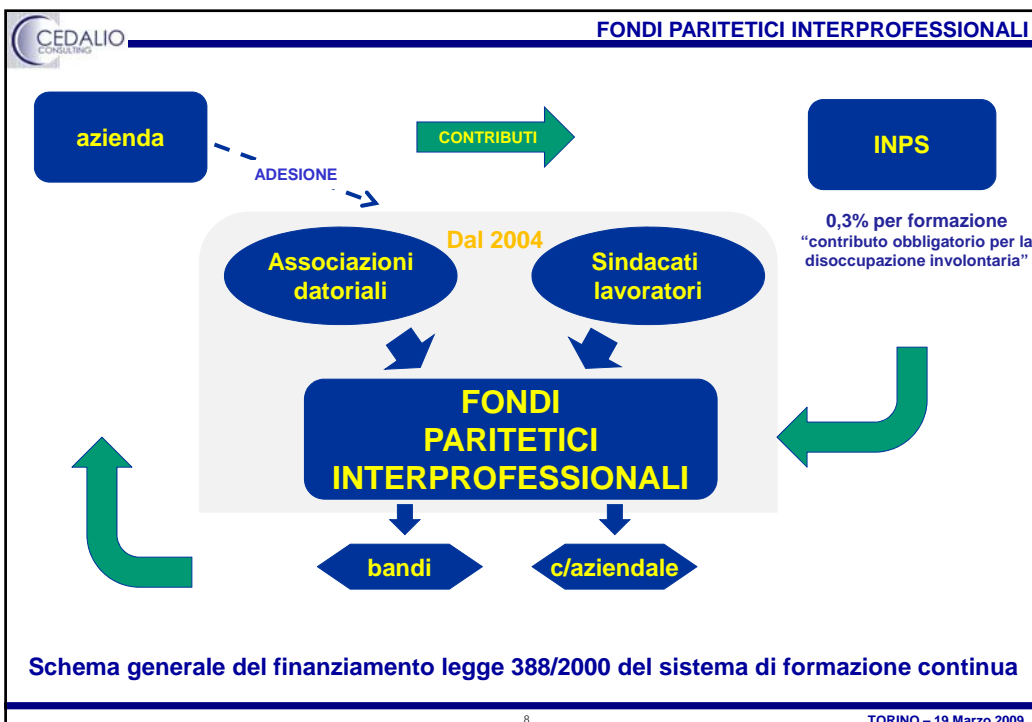 CEDALIO
CONSULTING
FONDI PARITETICI INTERPROFESSIONALI
azienda
CONTRIBUTI
INPS
ADESIONE
0,3% per formazione
“contributo obbligatorio per la
disoccupazione involontaria”
Dal 2004
Associazioni
datoriali
Sindacati
lavoratori
FONDI
PARITETICI
INTERPROFESSIONALI
bandi
c/aziendale
Schema generale del finanziamento legge 388/2000 del sistema di formazione continua
8
TORINO – 19 Marzo 2009